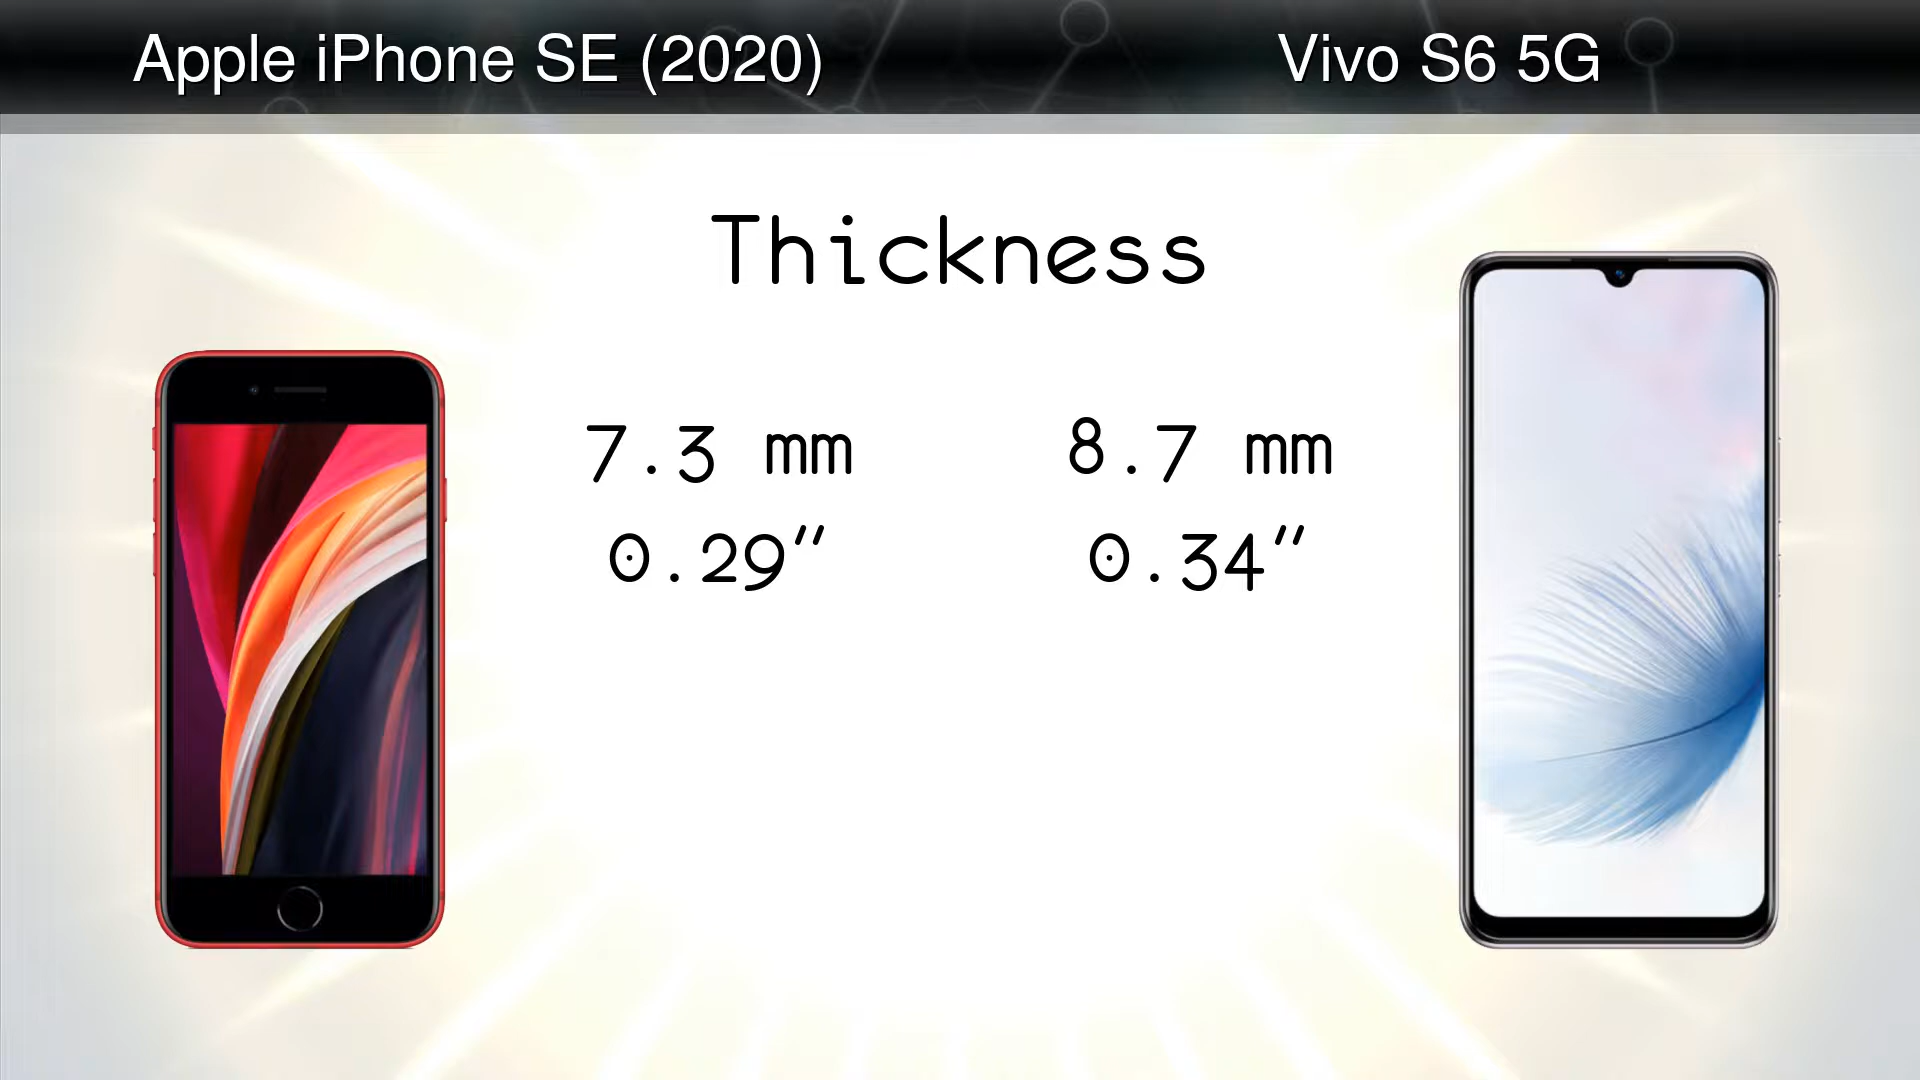 Apple iPhone SE (2020)
Vivo S6 5G
Thickness
7.3 mm
8.7 mm
0.29"
0.34"